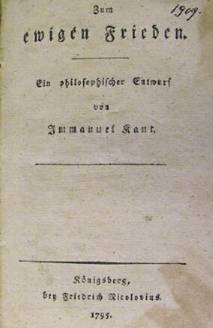 Zum
1909.
ewigen Frieden.
Ein philosophischer Entwurf
von
Immanuel Kant.
Königsberg,
bey Friedrich Nicolovius.
1795.